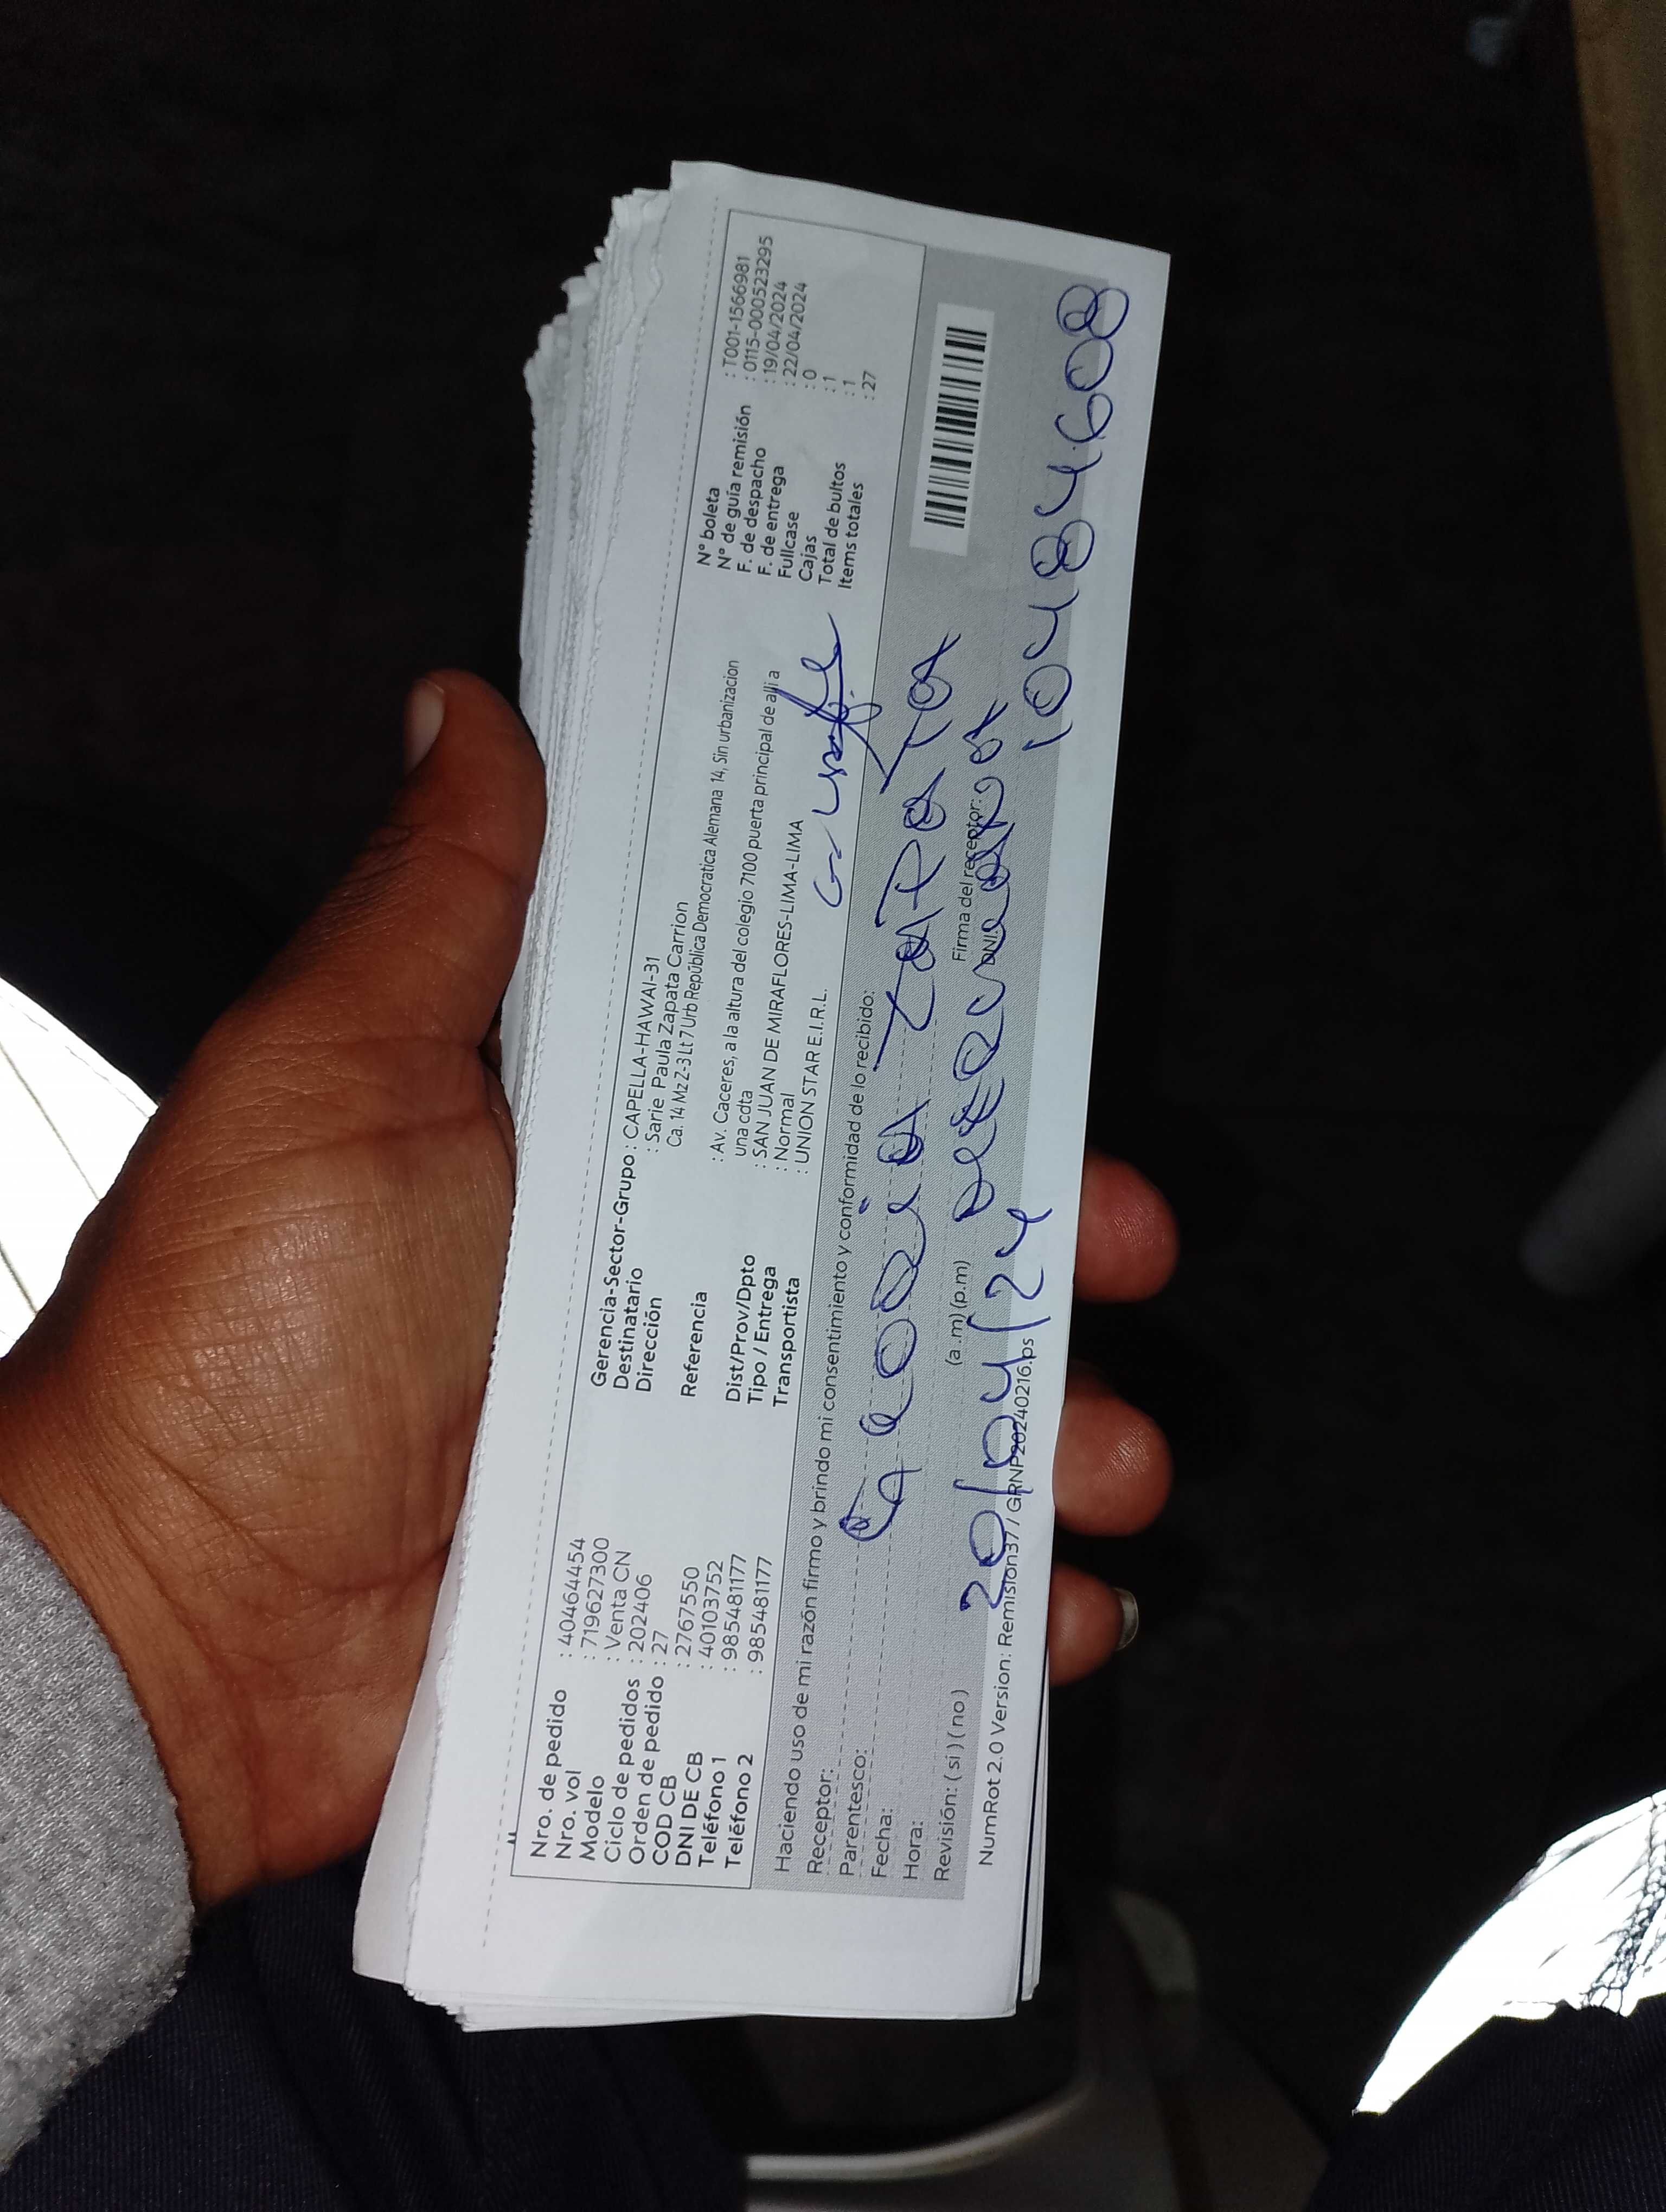 Nro. de pedido : 40464454
Nro. vol : 719627300
Modelo : Venta CN
Ciclo de pedidos : 202406
Orden de pedido : 27
COD CB : 2767550
DNI DE CB : 40103752
Teléfono 1 : 985481177
Teléfono 2 : 985481177
Gerencia-Sector-Grupo : CAPELLA-HAWAI-31
Destinatario : Sarie Paula Zapata Carrion
Dirección Ca. 14 Mz Z-3 Lt 7 Urb República Democratica Alemana 14, Sin urbanizacion
Referencia : Av. Caceres, a la altura del colegio 7100 puerta principal de alli a
una cdta
Dist/Prov/Dpto : SAN JUAN DE MIRAFLORES-LIMA-LIMA
Tipo / Entrega : Normal
Transportista : UNION STAR E.I.R.L.
N° boleta : T001-1566981
N° de guía remisión : 0115-000523295
F. de despacho : 19/04/2024
F. de entrega : 22/04/2024
Fullcase : 0
Cajas : 1
Total de bultos : 1
Items totales : 27
Haciendo uso de mi razón firmo y brindo mi consentimiento y conformidad de lo recibido:
Receptor:
Parentesco:
Fecha:
Hora: (a.m) (p.m)
Revisión: ( si ) ( no )
Firma del receptor:
DNI:
20/04/24
10484608
NumRot 2.0 Version: Remision37 / GRNP20240216.ps